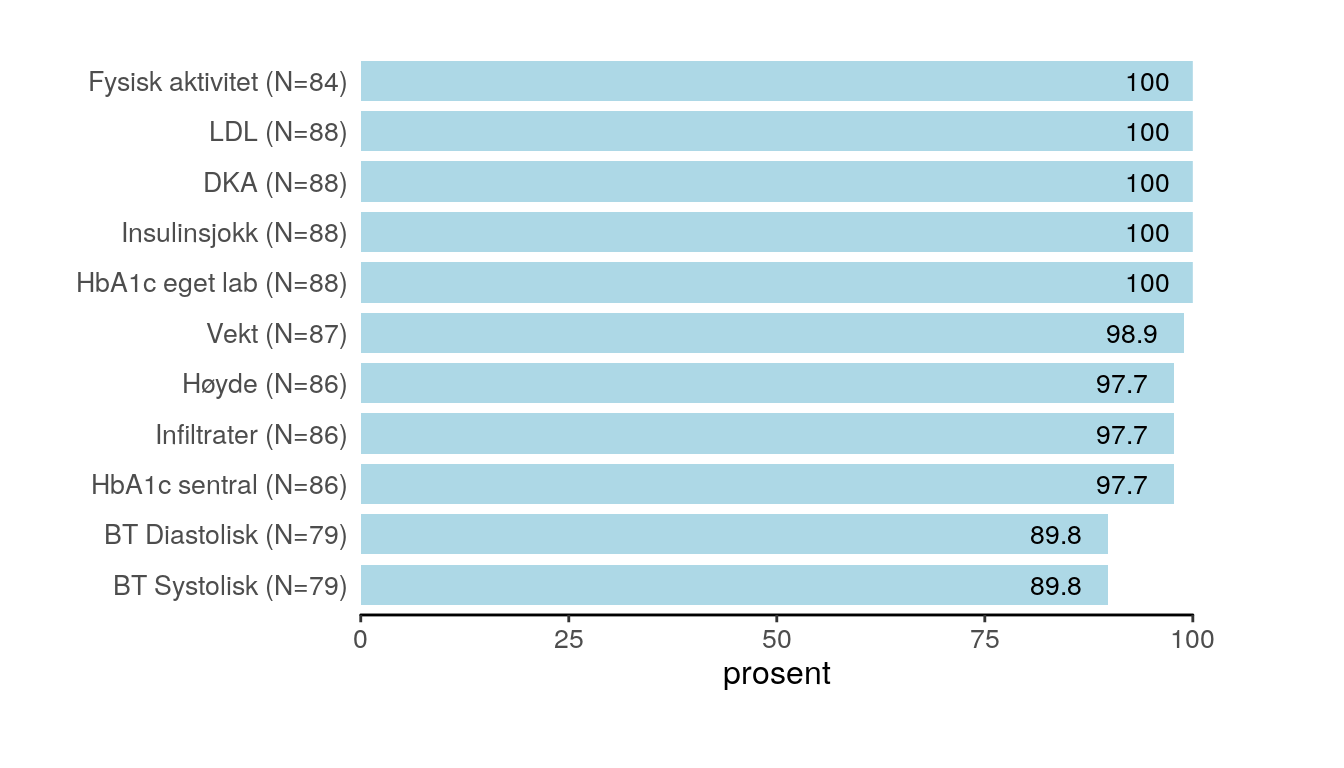 Fysisk aktivitet (N=84) 100
LDL (N=88) 100
DKA (N=88) 100
Insulinsjokk (N=88) 100
HbA1c eget lab (N=88) 100
Vekt (N=87) 98.9
Høyde (N=86) 97.7
Infiltrater (N=86) 97.7
HbA1c sentral (N=86) 97.7
BT Diastolisk (N=79) 89.8
BT Systolisk (N=79) 89.8
0 25 50 75 100
prosent